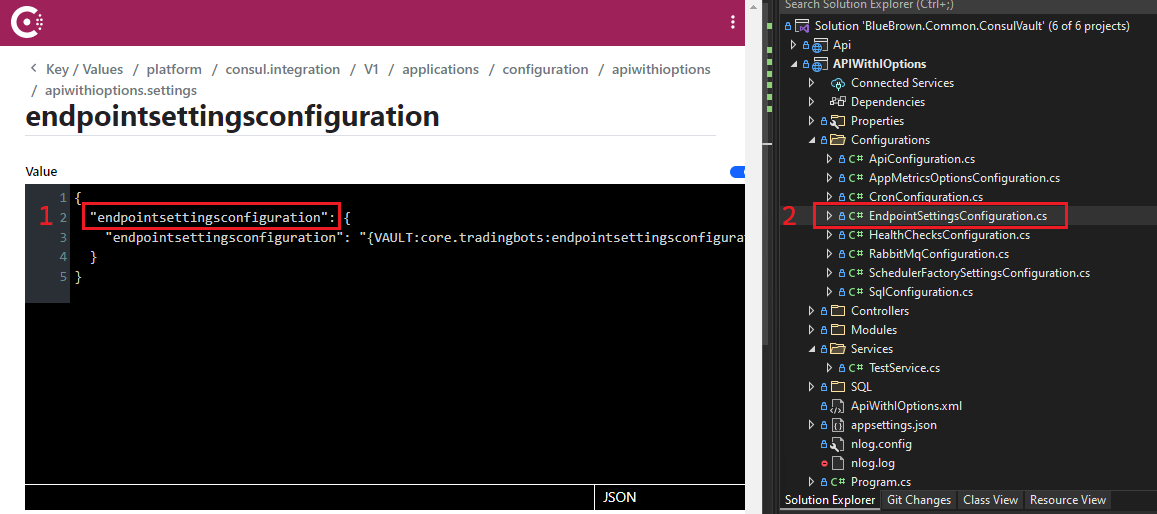 Key / Values / platform / consul.integration / V1 / applications / configuration / apiwithioptions
/ apiwithioptions.settings
endpointsettingsconfiguration
Value
1 {
1 2 "endpointsettingsconfiguration": {
3 "endpointsettingsconfiguration": "{VAULT:core.tradingbots:endpointsettingsconfigurat
4 }
5 }
JSON
Search Solution Explorer (Ctrl+;)
Solution 'BlueBrown.Common.ConsulVault' (6 of 6 projects)
Api
APIWithIOptions
Connected Services
Dependencies
Properties
Configurations
C# ApiConfiguration.cs
C# AppMetricsOptionsConfiguration.cs
C# CronConfiguration.cs
2 C# EndpointSettingsConfiguration.cs
C# HealthChecksConfiguration.cs
C# RabbitMqConfiguration.cs
C# SchedulerFactorySettingsConfiguration.cs
C# SqlConfiguration.cs
Controllers
Modules
Services
C# TestService.cs
SQL
ApiWithIOptions.xml
appsettings.json
nlog.config
nlog.log
C# Program.cs
Solution Explorer Git Changes Class View Resource View